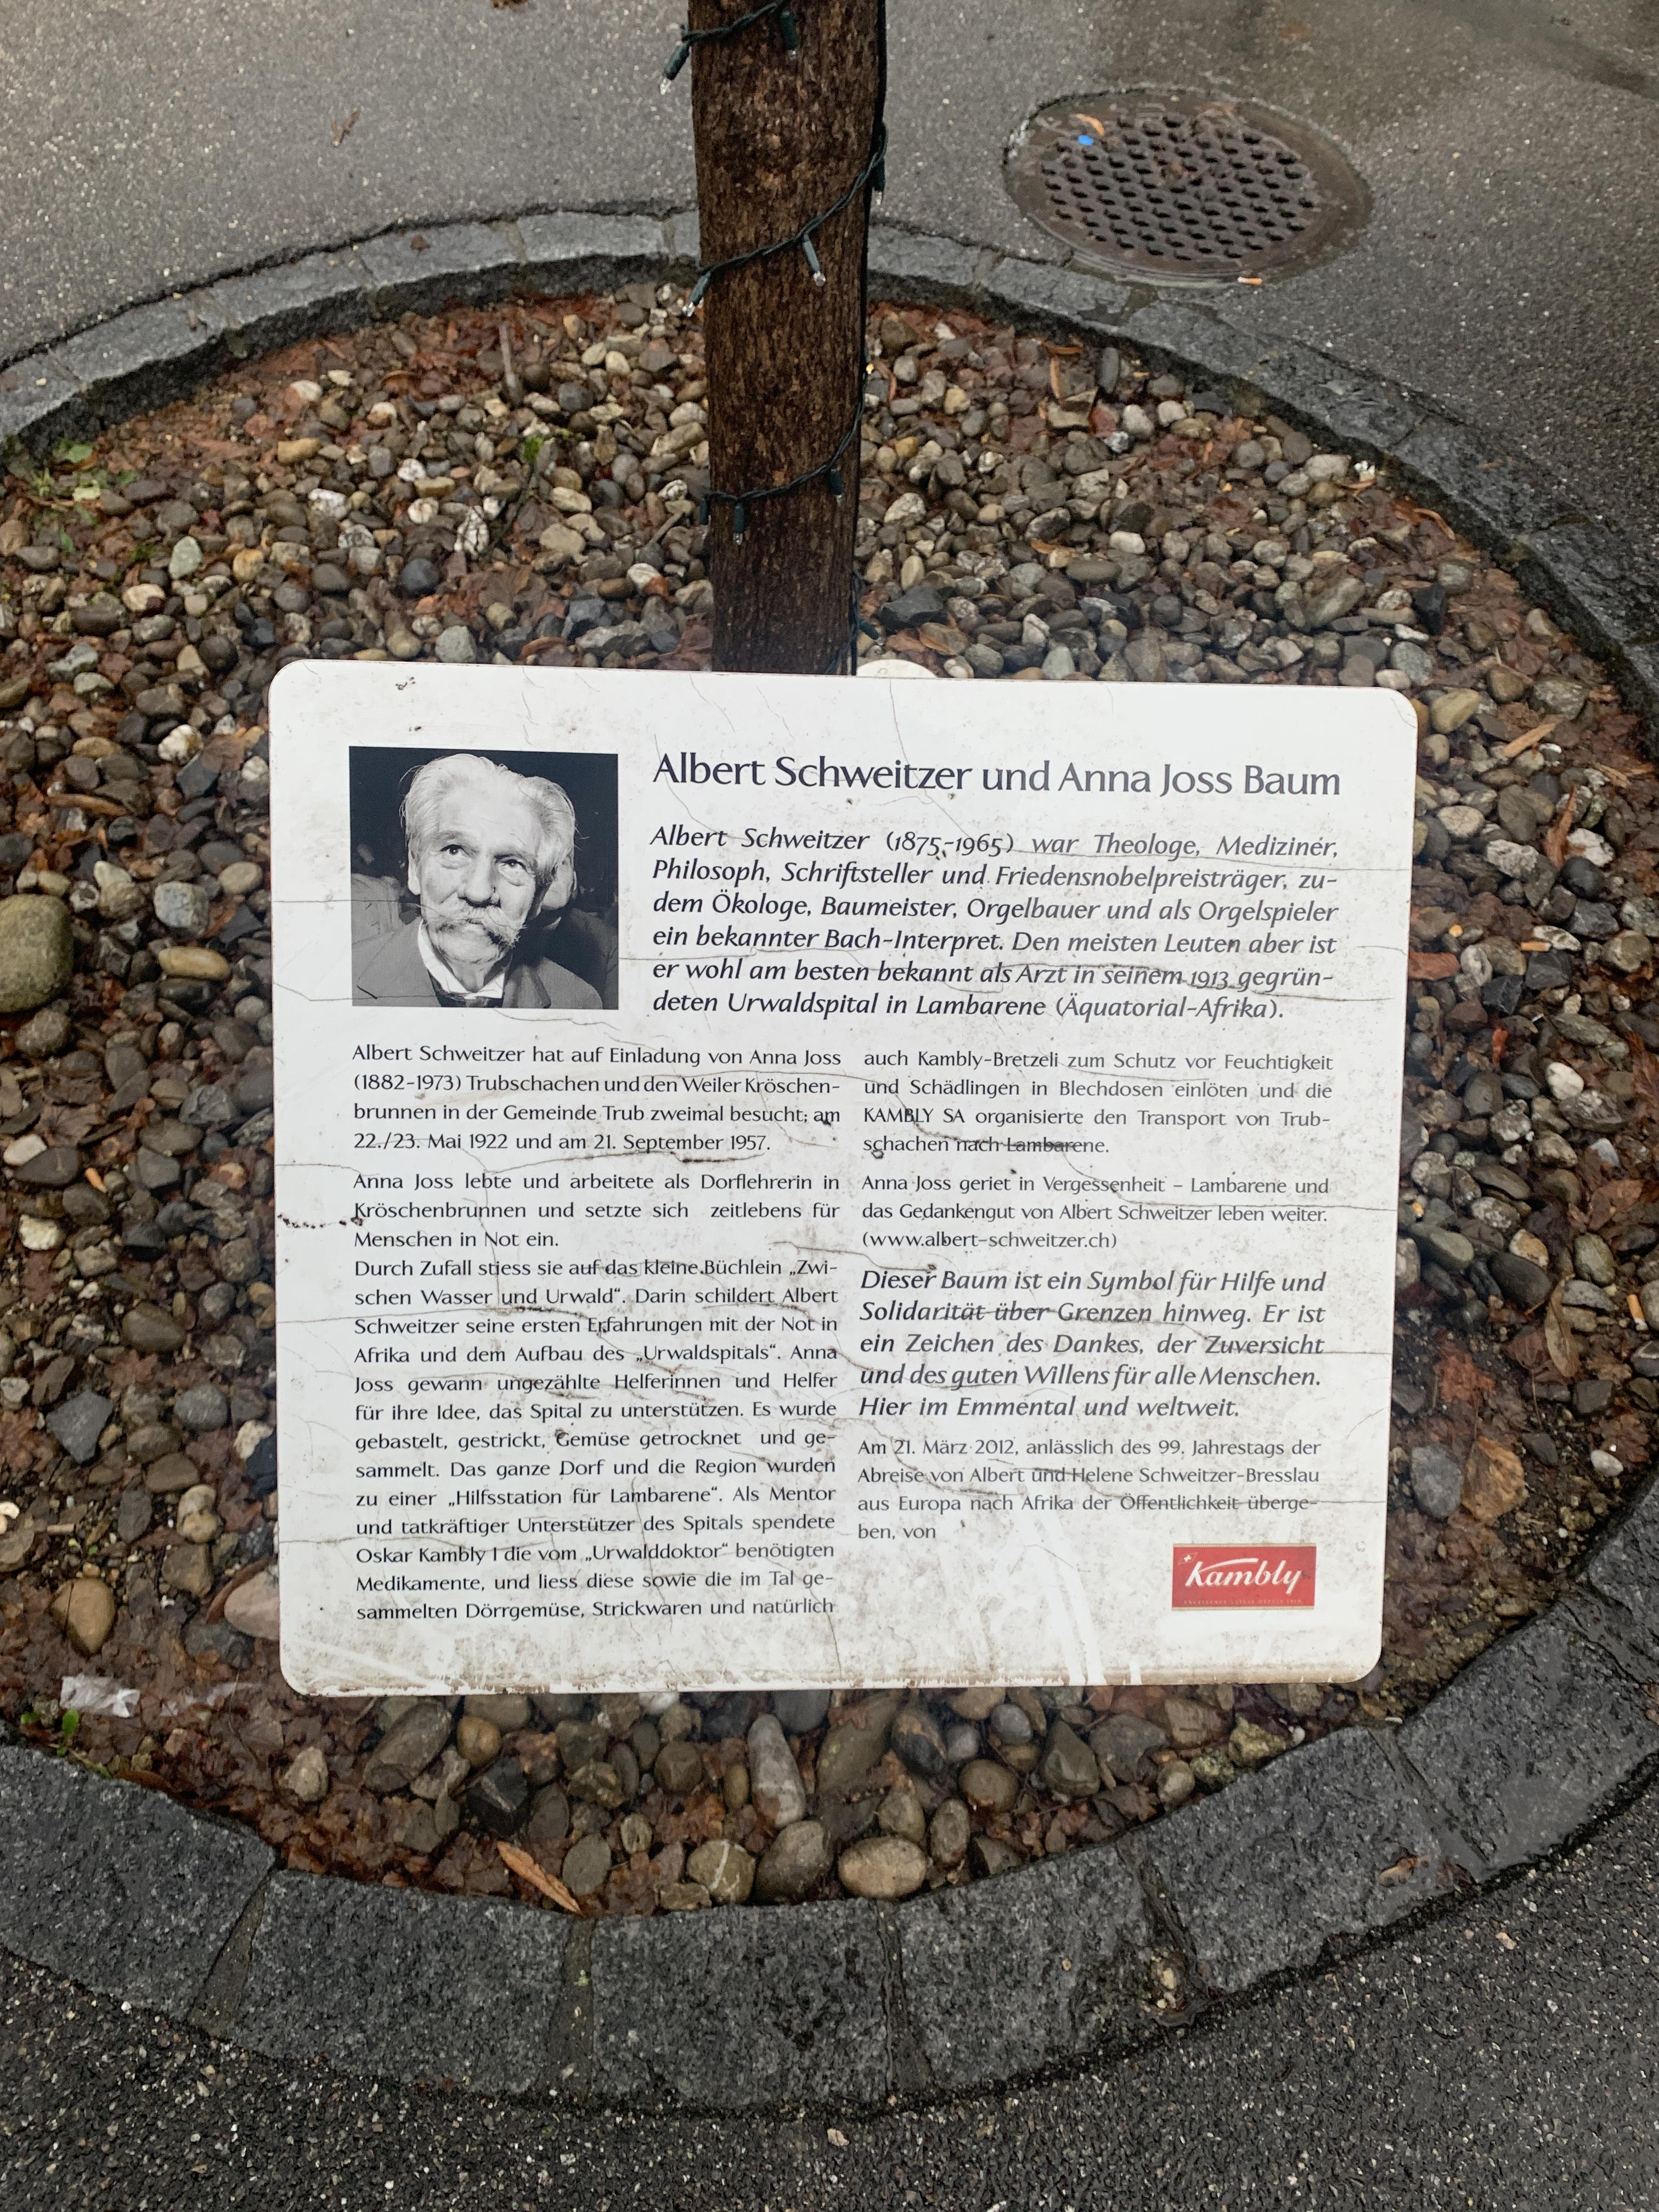 Albert Schweitzer und Anna Joss Baum
Albert Schweitzer (1875-1965) war Theologe, Mediziner,
Philosoph, Schriftsteller und Friedensnobelpreisträger, zu-
dem Ökologe, Baumeister, Orgelbauer und als Orgelspieler
ein bekannter Bach-Interpret. Den meisten Leuten aber ist
er wohl am besten bekannt als Arzt in seinem 1913 gegrün-
deten Urwaldspital in Lambarene (Äquatorial-Afrika).
Albert Schweitzer hat auf Einladung von Anna Joss
(1882-1973) Trubschachen und den Weiler Kröschen-
brunnen in der Gemeinde Trub zweimal besucht; am
22./23. Mai 1922 und am 21. September 1957.
Anna Joss lebte und arbeitete als Dorflehrerin in
Kröschenbrunnen und setzte sich zeitlebens für
Menschen in Not ein.
Durch Zufall stiess sie auf das kleine Büchlein „Zwi-
schen Wasser und Urwald“. Darin schildert Albert
Schweitzer seine ersten Erfahrungen mit der Not in
Afrika und dem Aufbau des „Urwaldspitals“. Anna
Joss gewann ungezählte Helferinnen und Helfer
für ihre Idee, das Spital zu unterstützen. Es wurde
gebastelt, gestrickt, Gemüse getrocknet und ge-
sammelt. Das ganze Dorf und die Region wurden
zu einer „Hilfsstation für Lambarene“. Als Mentor
und tatkräftiger Unterstützer des Spitals spendete
Oskar Kambly I die vom „Urwalddoktor“ benötigten
Medikamente, und liess diese sowie die im Tal ge-
sammelten Dörrgemüse, Strickwaren und natürlich
auch Kambly-Bretzeli zum Schutz vor Feuchtigkeit
und Schädlingen in Blechdosen einlöten und die
KAMBLY SA organisierte den Transport von Trub-
schachen nach Lambarene.
Anna Joss geriet in Vergessenheit – Lambarene und
das Gedankengut von Albert Schweitzer leben weiter.
(www.albert-schweitzer.ch)
Dieser Baum ist ein Symbol für Hilfe und
Solidarität über Grenzen hinweg. Er ist
ein Zeichen des Dankes, der Zuversicht
und des guten Willens für alle Menschen.
Hier im Emmental und weltweit.
Am 21. März 2012, anlässlich des 99. Jahrestags der
Abreise von Albert und Helene Schweitzer-Bresslau
aus Europa nach Afrika der Öffentlichkeit überge-
ben, von
Kambly